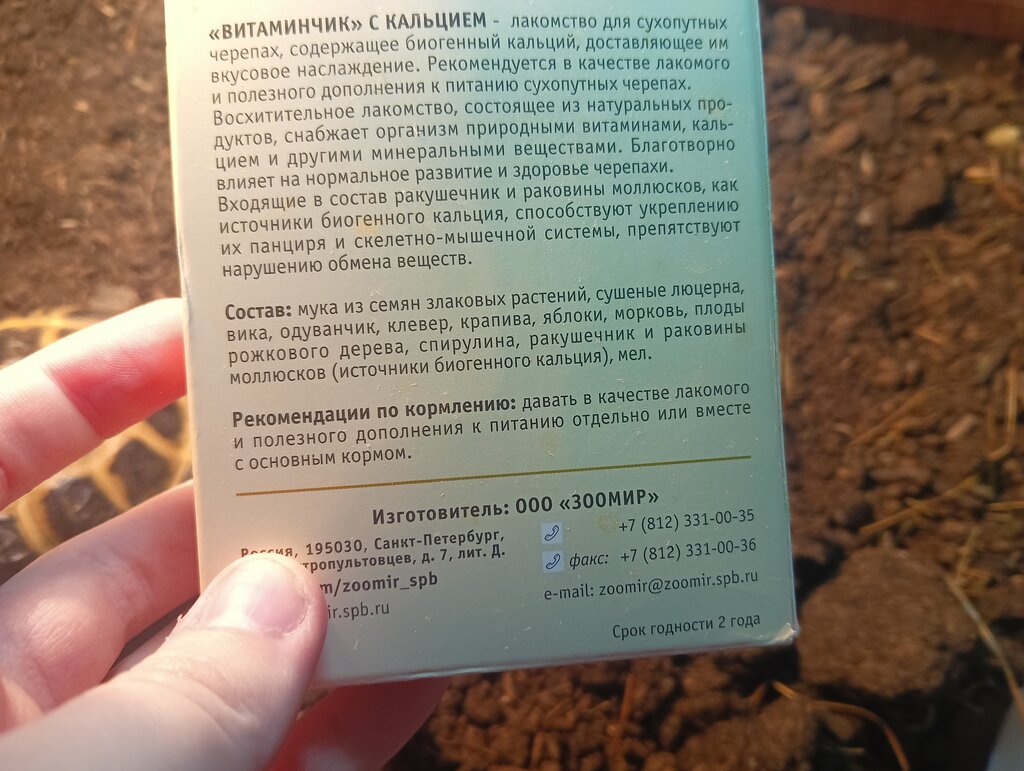 «ВИТАМИНЧИК» С КАЛЬЦИЕМ - лакомство для сухопутных
черепах, содержащее биогенный кальций, доставляющее им
вкусовое наслаждение. Рекомендуется в качестве лакомого
и полезного дополнения к питанию сухопутных черепах.
Восхитительное лакомство, состоящее из натуральных про-
дуктов, снабжает организм природными витаминами, каль-
цием и другими минеральными веществами. Благотворно
влияет на нормальное развитие и здоровье черепахи.
Входящие в состав ракушечник и раковины моллюсков, как
источники биогенного кальция, способствуют укреплению
их панциря и скелетно-мышечной системы, препятствуют
нарушению обмена веществ.
Состав: мука из семян злаковых растений, сушеные люцерна,
вика, одуванчик, клевер, крапива, яблоки, морковь, плоды
рожкового дерева, спирулина, ракушечник и раковины
моллюсков (источники биогенного кальция), мел.
Рекомендации по кормлению: давать в качестве лакомого
и полезного дополнения к питанию отдельно или вместе
с основным кормом.
Изготовитель: ООО «ЗООМИР»
Россия, 195030, Санкт-Петербург,
тропультовцев, д. 7, лит. Д.
m/zoomir_spb
ir.spb.ru
+7 (812) 331-00-35
факс: +7 (812) 331-00-36
e-mail: zoomir@zoomir.spb.ru
Срок годности 2 года